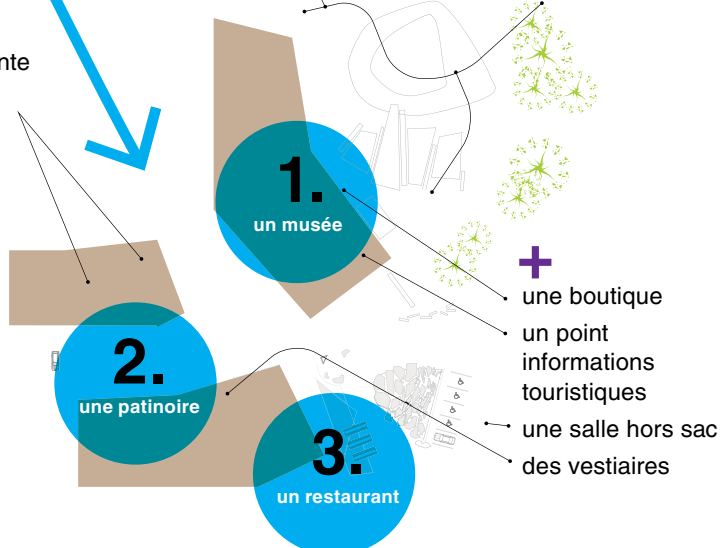 nte
1.
un musée
+
une boutique
un point
informations
touristiques
une salle hors sac
des vestiaires
2.
une patinoire
3.
un restaurant